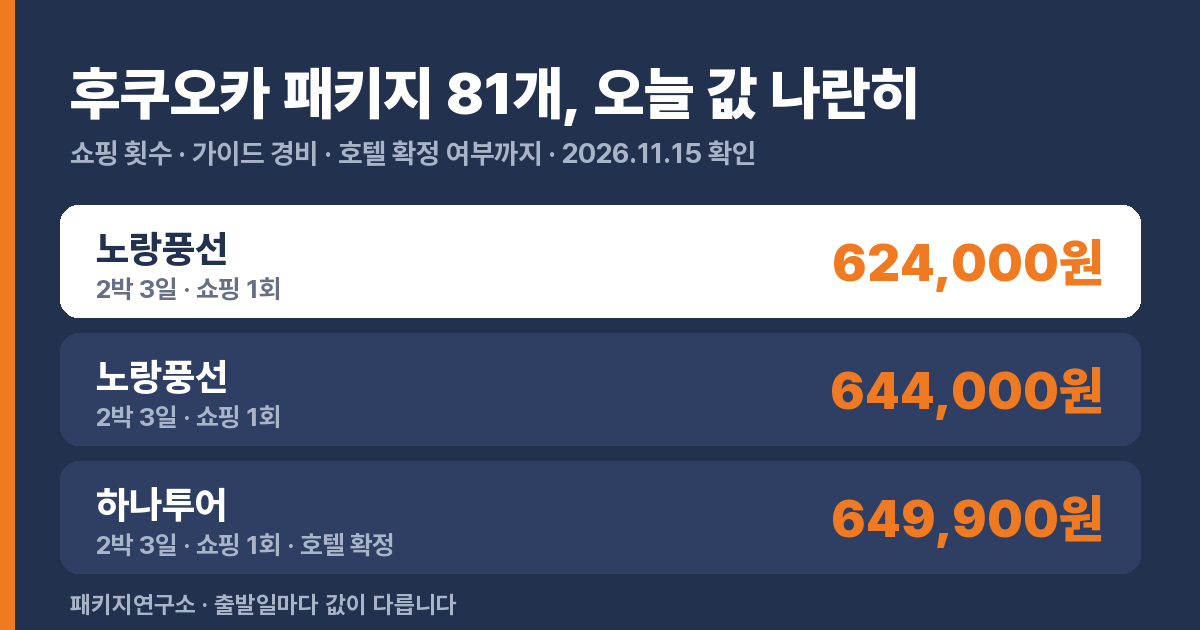 후쿠오카 패키지 81개, 오늘 값 나란히
쇼핑 횟수 · 가이드 경비 · 호텔 확정 여부까지 · 2026.11.15 확인
노랑풍선
624,000원
2박 3일 · 쇼핑 1회
노랑풍선
644,000원
2박 3일 · 쇼핑 1회
하나투어
649,900원
2박 3일 · 쇼핑 1회 · 호텔 확정
패키지연구소 · 출발일마다 값이 다릅니다